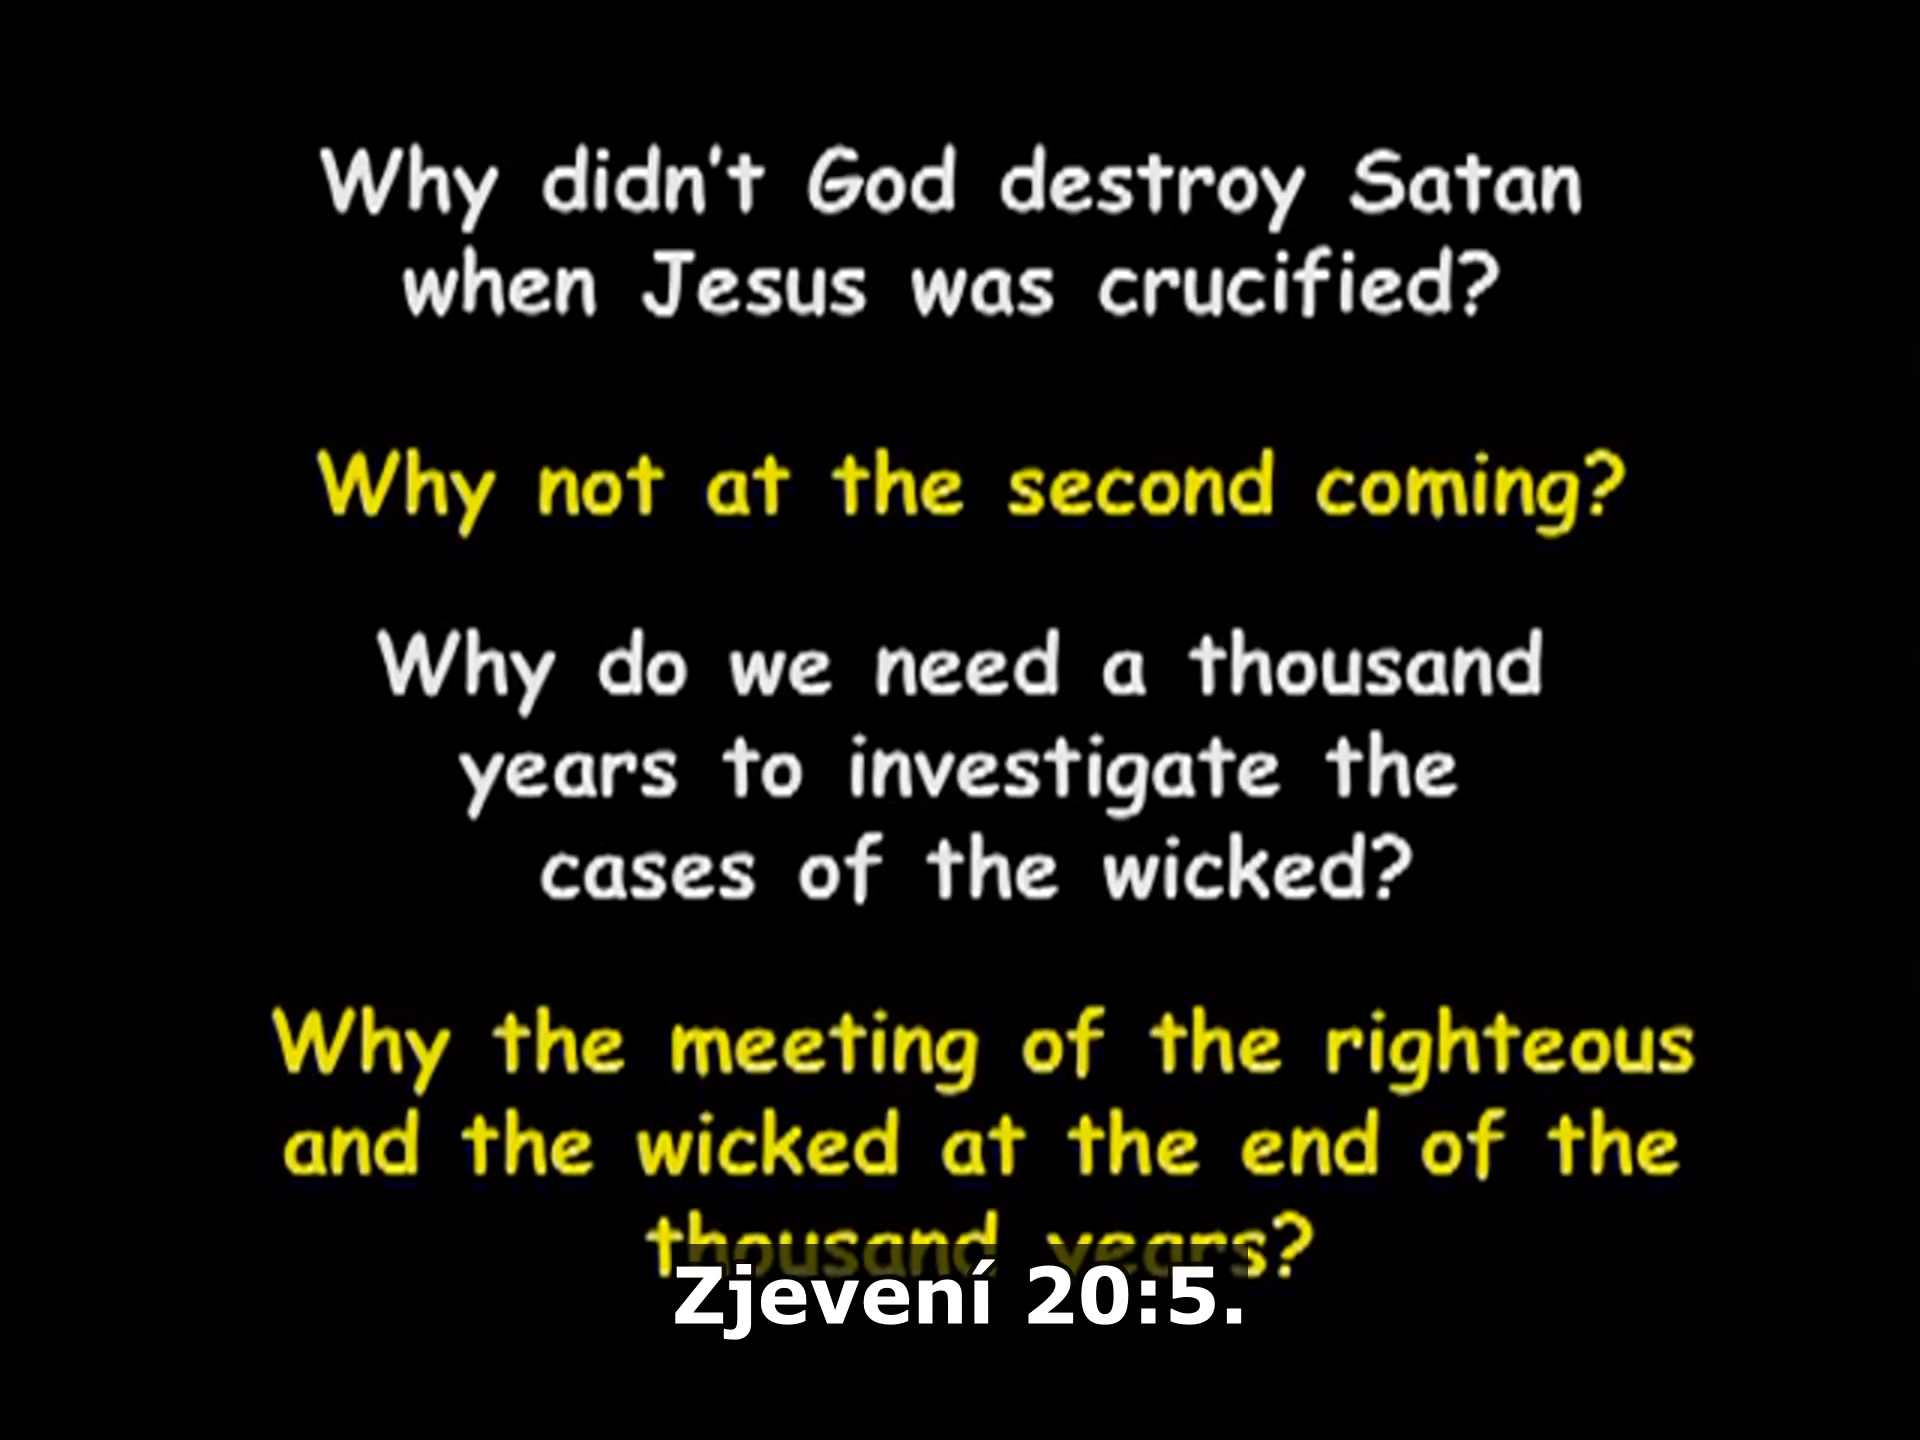 Why didn't God destroy Satan
when Jesus was crucified?
Why not at the second coming?
Why do we need a thousand
years to investigate the
cases of the wicked?
Why the meeting of the righteous
and the wicked at the end of the
thousand years?
Zjevení 20:5.